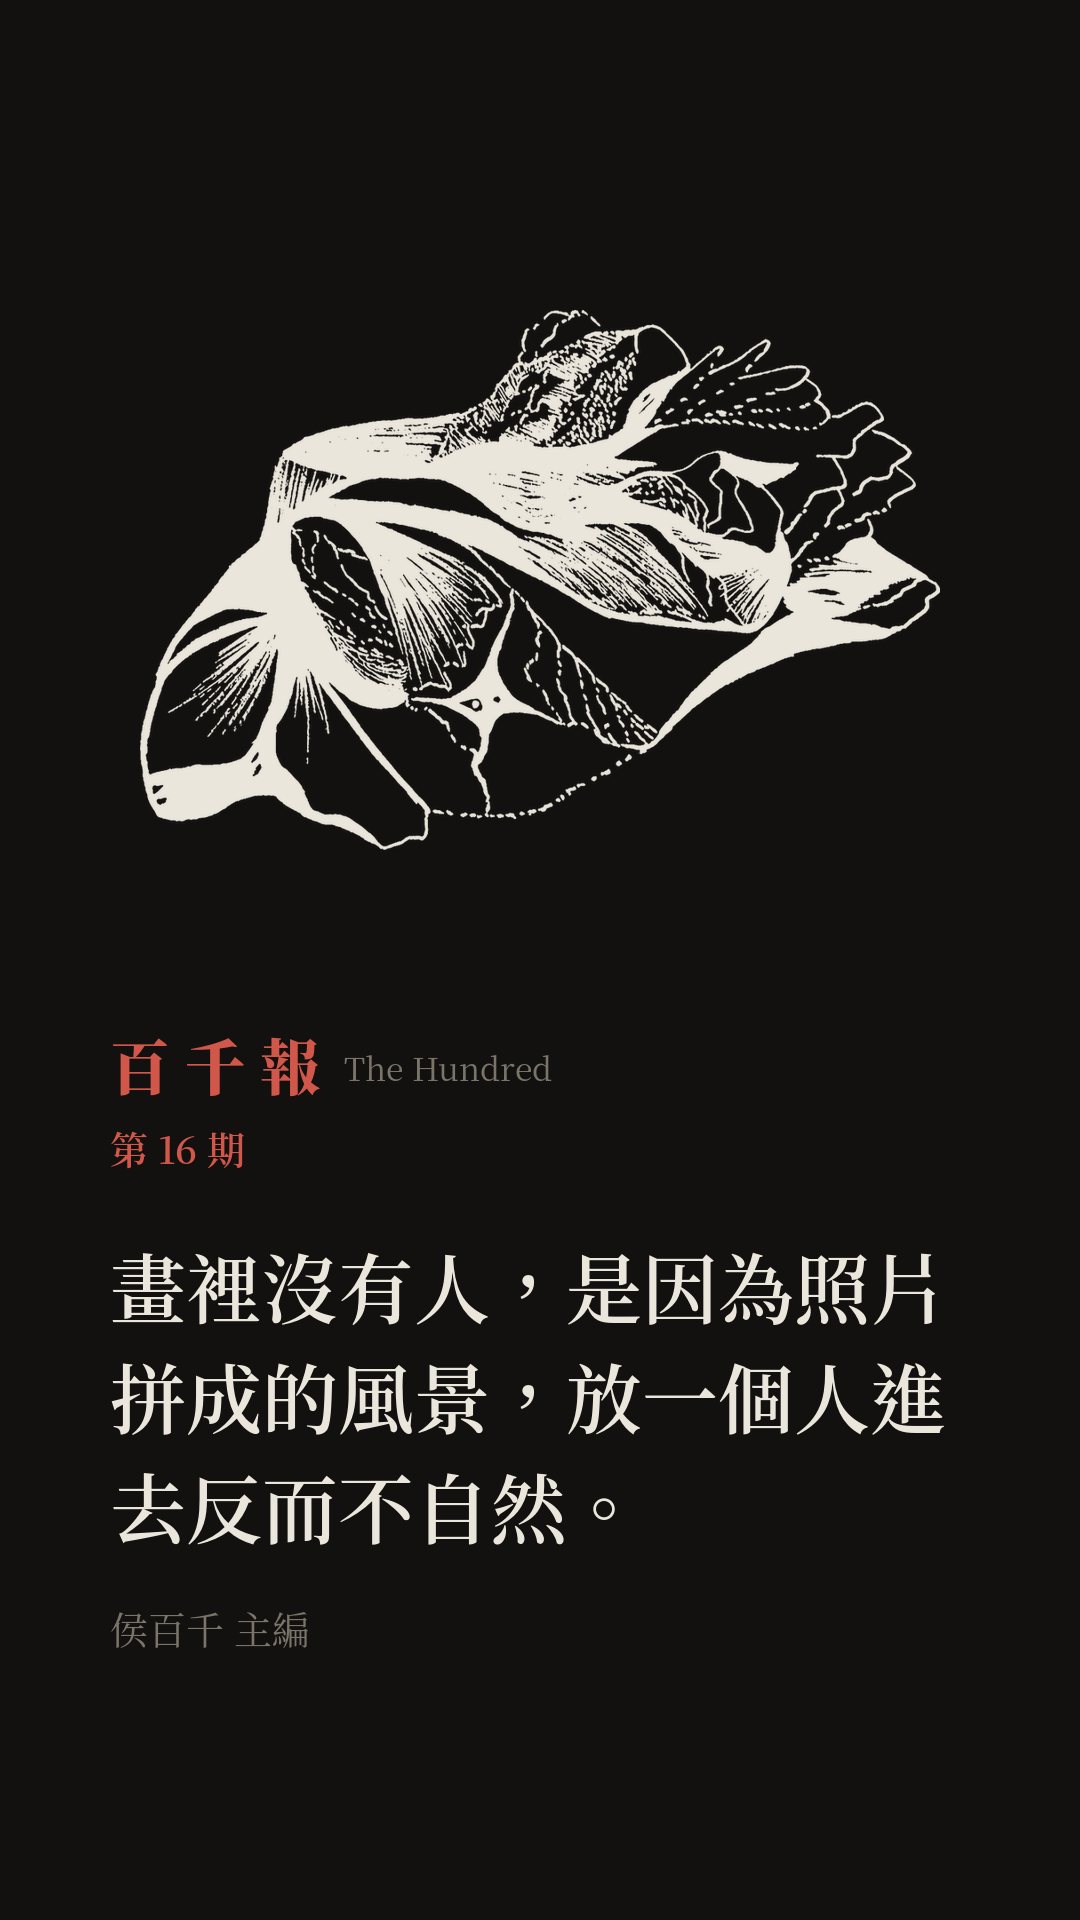 百千報 The Hundred
第 16 期
畫裡沒有人，是因為照片
拼成的風景，放一個人進
去反而不自然。
侯百千 主編